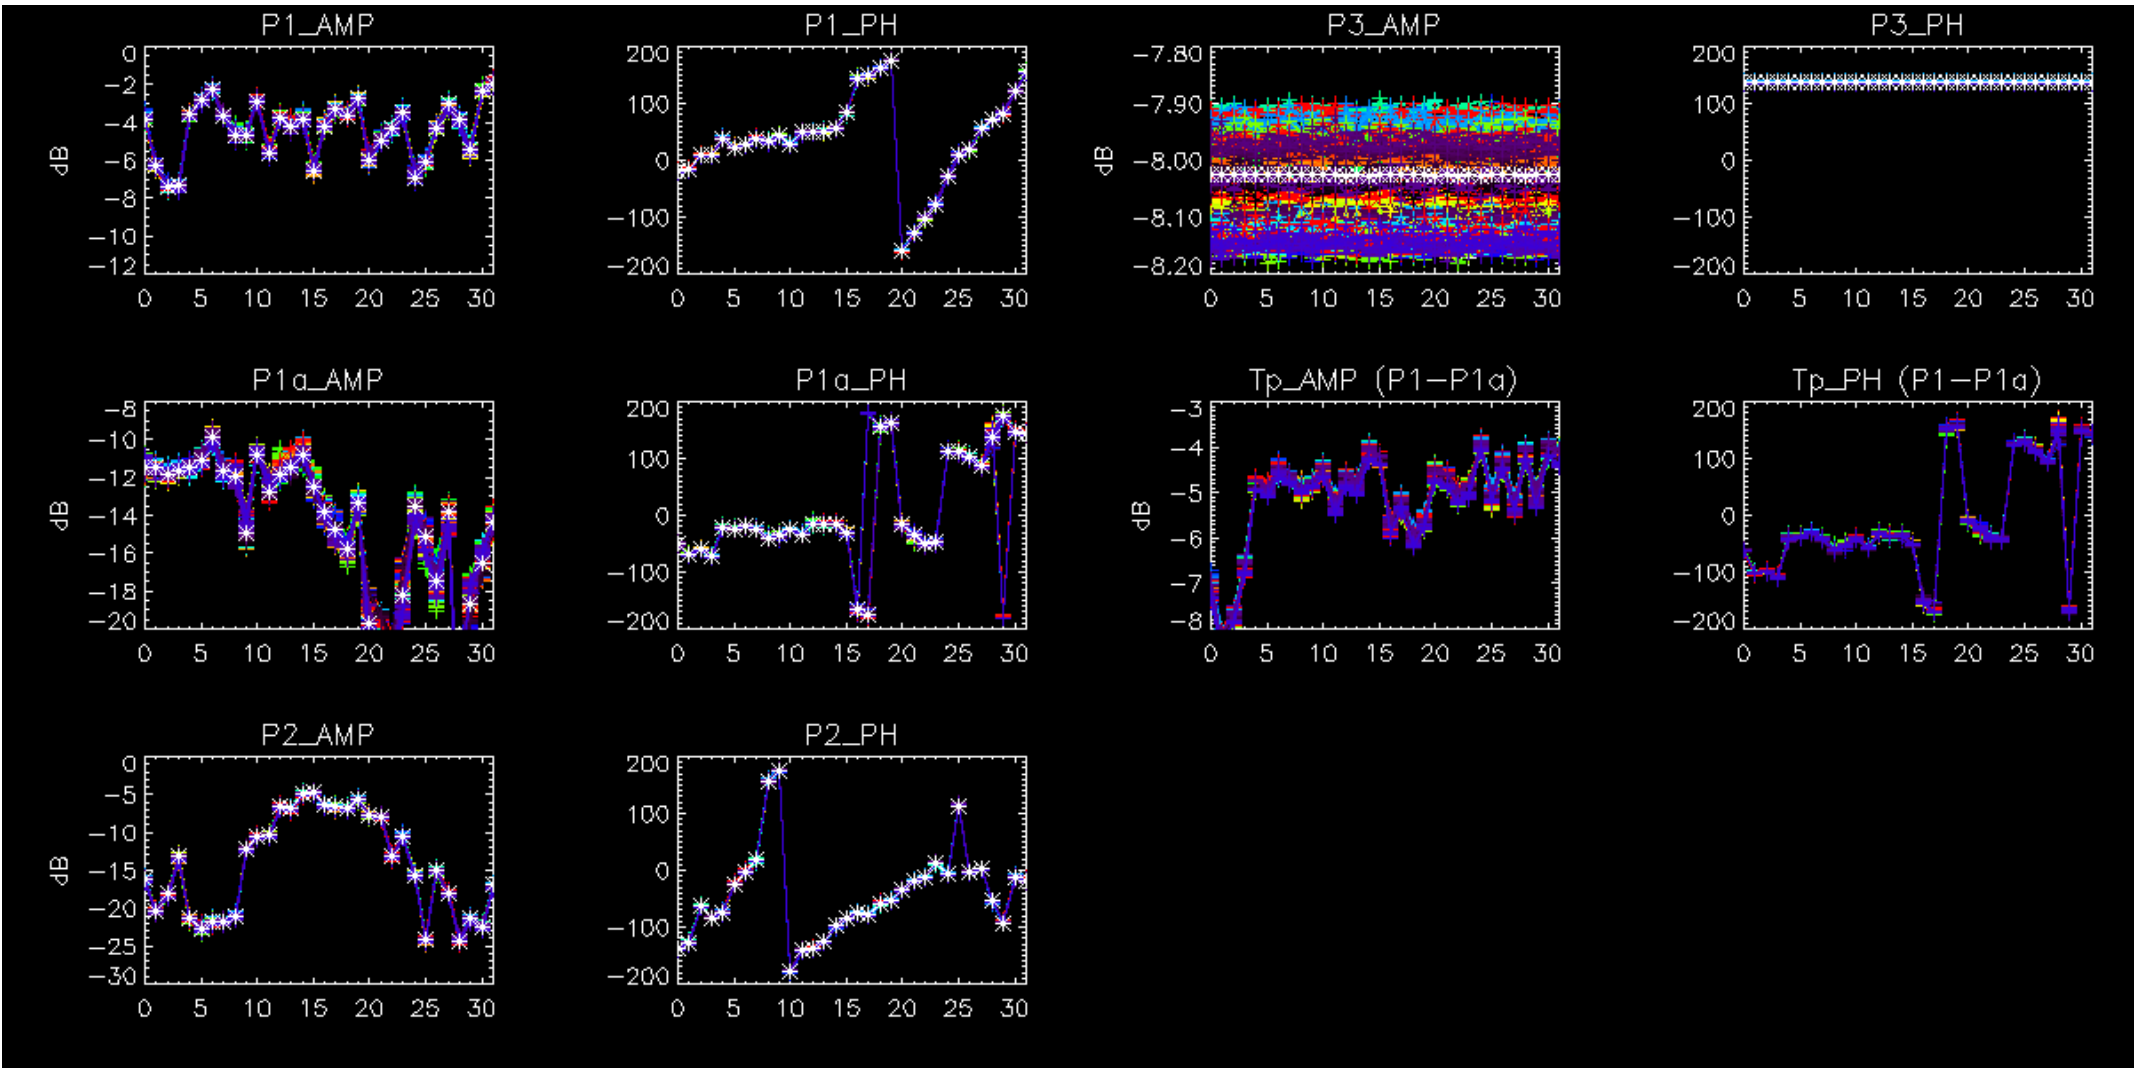 P1_AMP
P1_PH
P3_AMP
P3_PH
dB
0
−2
−4
−6
−8
−10
−12
0 5 10 15 20 25 30
200
100
0
−100
−200
0 5 10 15 20 25 30
dB
−7.80
−7.90
−8.00
−8.10
−8.20
0 5 10 15 20 25 30
200
100
0
−100
−200
0 5 10 15 20 25 30
P1a_AMP
P1a_PH
Tp_AMP (P1−P1a)
Tp_PH (P1−P1a)
dB
−8
−10
−12
−14
−16
−18
−20
0 5 10 15 20 25 30
200
100
0
−100
−200
0 5 10 15 20 25 30
dB
−3
−4
−5
−6
−7
−8
0 5 10 15 20 25 30
200
100
0
−100
−200
0 5 10 15 20 25 30
P2_AMP
P2_PH
dB
0
−5
−10
−15
−20
−25
−30
0 5 10 15 20 25 30
200
100
0
−100
−200
0 5 10 15 20 25 30